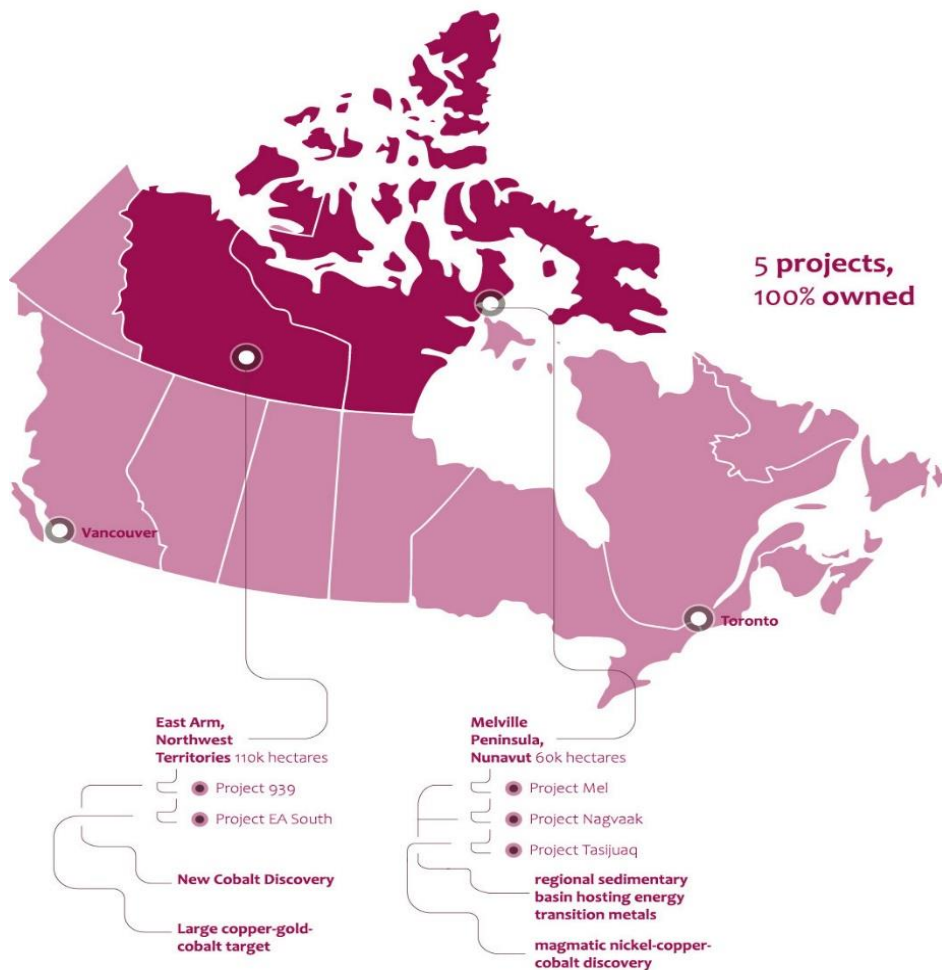 5 projects,
100% owned
Vancouver
Toronto
East Arm,
Northwest
Territories 110k hectares
Project 939
Project EA South
New Cobalt Discovery
Large copper-gold-
cobalt target
Melville
Peninsula,
Nunavut 60k hectares
Project Mel
Project Nagvaak
Project Tasijuaq
regional sedimentary
basin hosting energy
transition metals
magmatic nickel-copper-
cobalt discovery